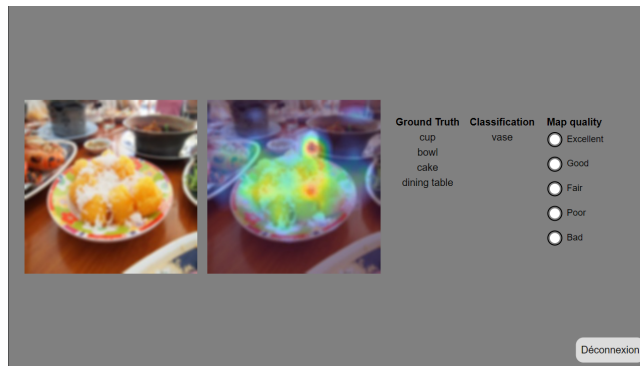 Ground Truth Classification Map quality
cup vase Excellent
bowl
Good
cake
dining table Fair
Poor
Bad
Déconnexion